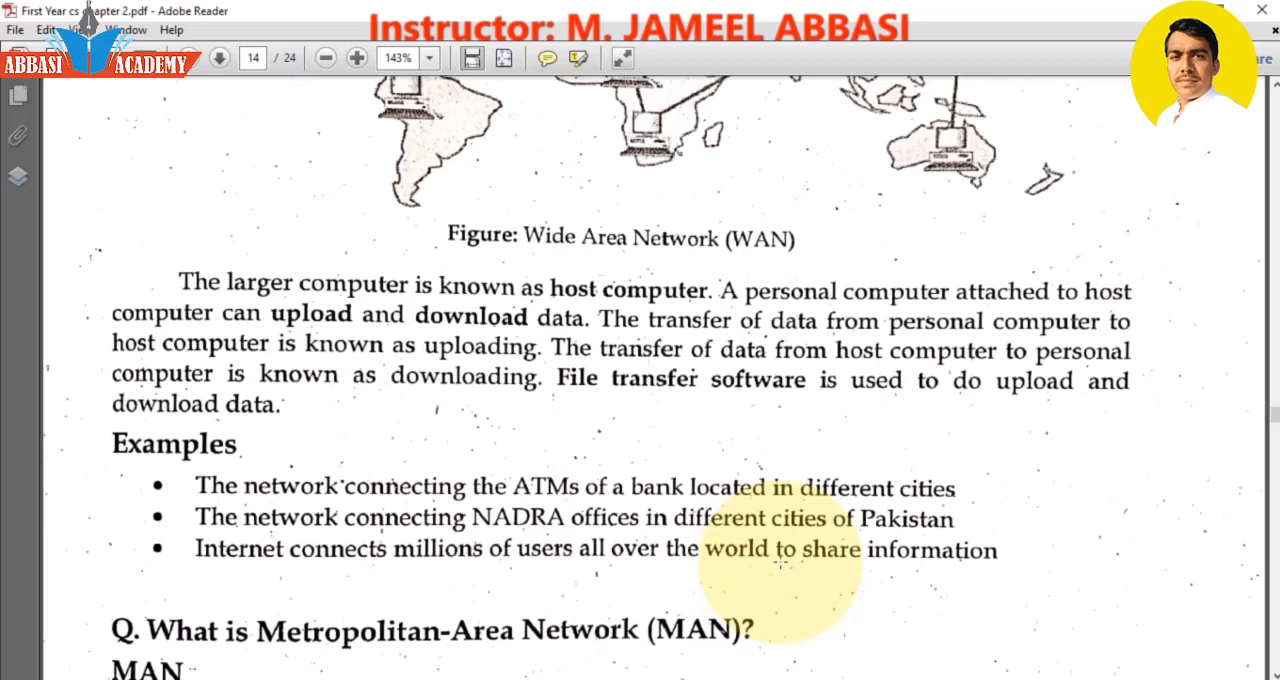 First Year cs chapter 2.pdf - Adobe Reader
Instructor: M. JAMEEL ABBASI
File Edit View Window Help
ABBASI ACADEMY
14 / 24
143%
Figure: Wide Area Network (WAN)
The larger computer is known as host computer. A personal computer attached to host
computer can upload and download data. The transfer of data from personal computer to
host computer is known as uploading. The transfer of data from host computer to personal
computer is known as downloading. File transfer software is used to do upload and
download data.
Examples
• The network connecting the ATMs of a bank located in different cities
• The network connecting NADRA offices in different cities of Pakistan
• Internet connects millions of users all over the world to share information
Q. What is Metropolitan-Area Network (MAN)?
MAN